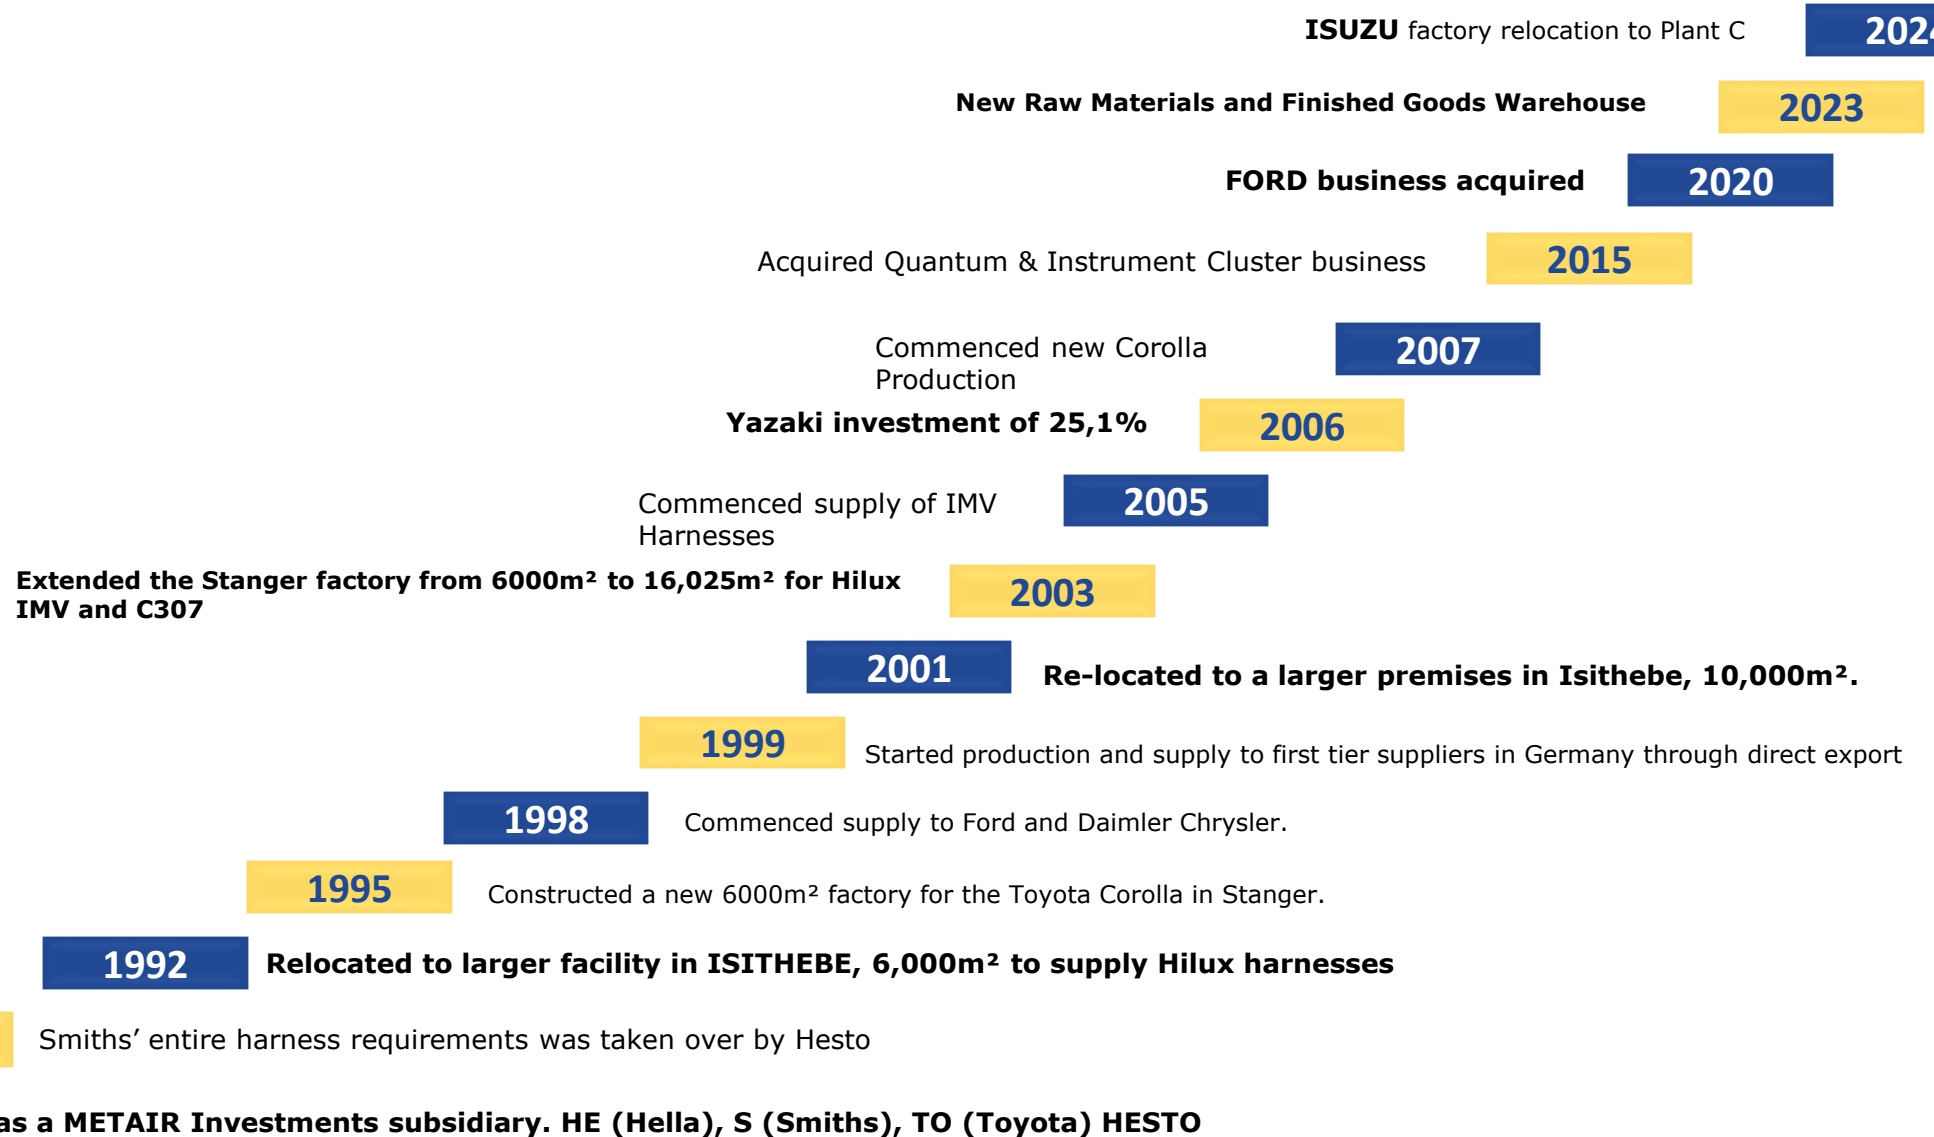 ISUZU factory relocation to Plant C 202
New Raw Materials and Finished Goods Warehouse 2023
FORD business acquired 2020
Acquired Quantum & Instrument Cluster business 2015
Commenced new Corolla 2007
Production
Yazaki investment of 25,1% 2006
Commenced supply of IMV 2005
Harnesses
Extended the Stanger factory from 6000m² to 16,025m² for Hilux 2003
IMV and C307
2001 Re-located to a larger premises in Isithebe, 10,000m².
1999 Started production and supply to first tier suppliers in Germany through direct export
1998 Commenced supply to Ford and Daimler Chrysler.
1995 Constructed a new 6000m² factory for the Toyota Corolla in Stanger.
1992 Relocated to larger facility in ISITHEBE, 6,000m² to supply Hilux harnesses
Smiths’ entire harness requirements was taken over by Hesto
as a METAIR Investments subsidiary. HE (Hella), S (Smiths), TO (Toyota) HESTO